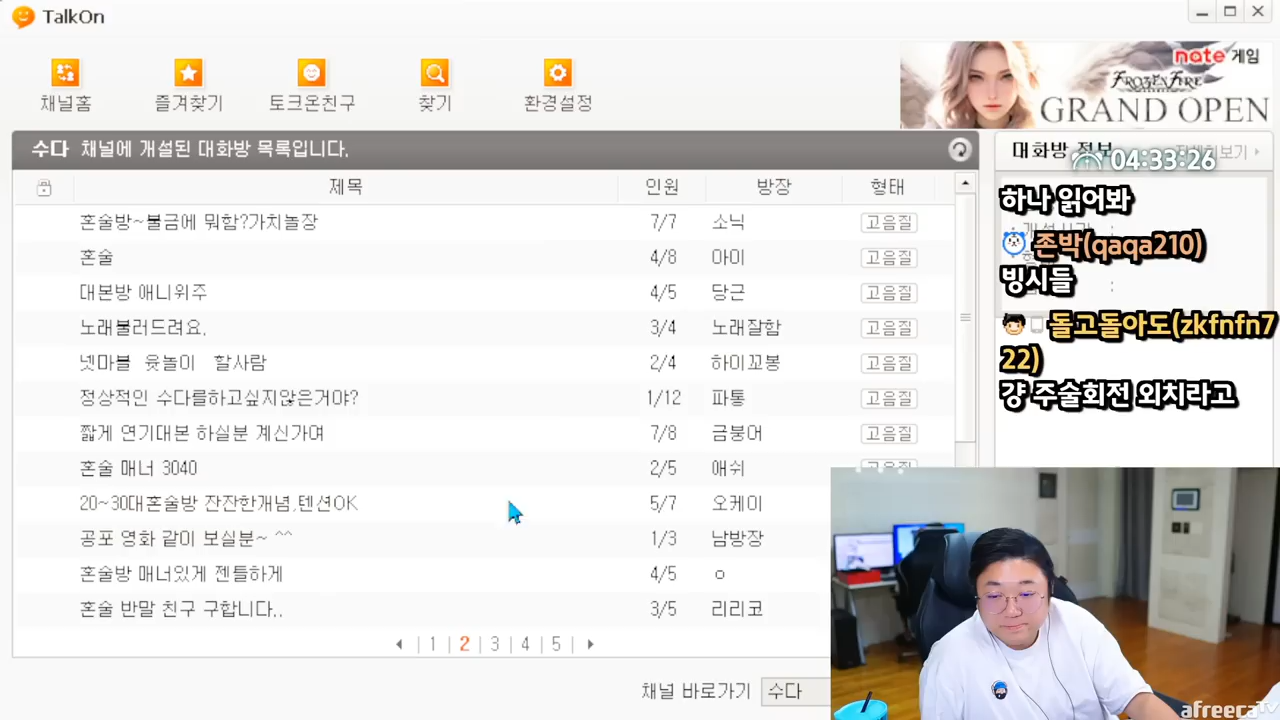 TalkOn
채널홈 즐겨찾기 토크온친구 찾기 환경설정
nate 게임
FROZEN FIRE
GRAND OPEN
수다 채널에 개설된 대화방 목록입니다.
제목 인원 방장 형태
혼술방~불금에 뭐함?가치놀장 7/7 소닉 고음질
혼술 4/8 아이 고음질
대본방 애니위주 4/5 당근 고음질
노래불러드려요. 3/4 노래잘함 고음질
넷마블 윷놀이 할사람 2/4 하이꼬봉 고음질
정상적인 수다를하고싶지않은거야? 1/12 파통 고음질
짧게 연기대본 하실분 계신가여 7/8 금붕어 고음질
혼술 매너 3040 2/5 애쉬 고음질
20~30대혼술방 잔잔한개념,텐션OK 5/7 오케이
공포 영화 같이 보실분~ ^^ 1/3 남방장
혼술방 매너있게 젠틀하게 4/5 ㅇ
혼술 반말 친구 구합니다.. 3/5 리리코
1 2 3 4 5
채널 바로가기 수다
대화방 정보
04:33:26
하나 읽어봐
존박(qaqa210)
빙시들
돌고돌아도(zkfnfn7
22)
걍 주술회전 외치라고
afreecaTV